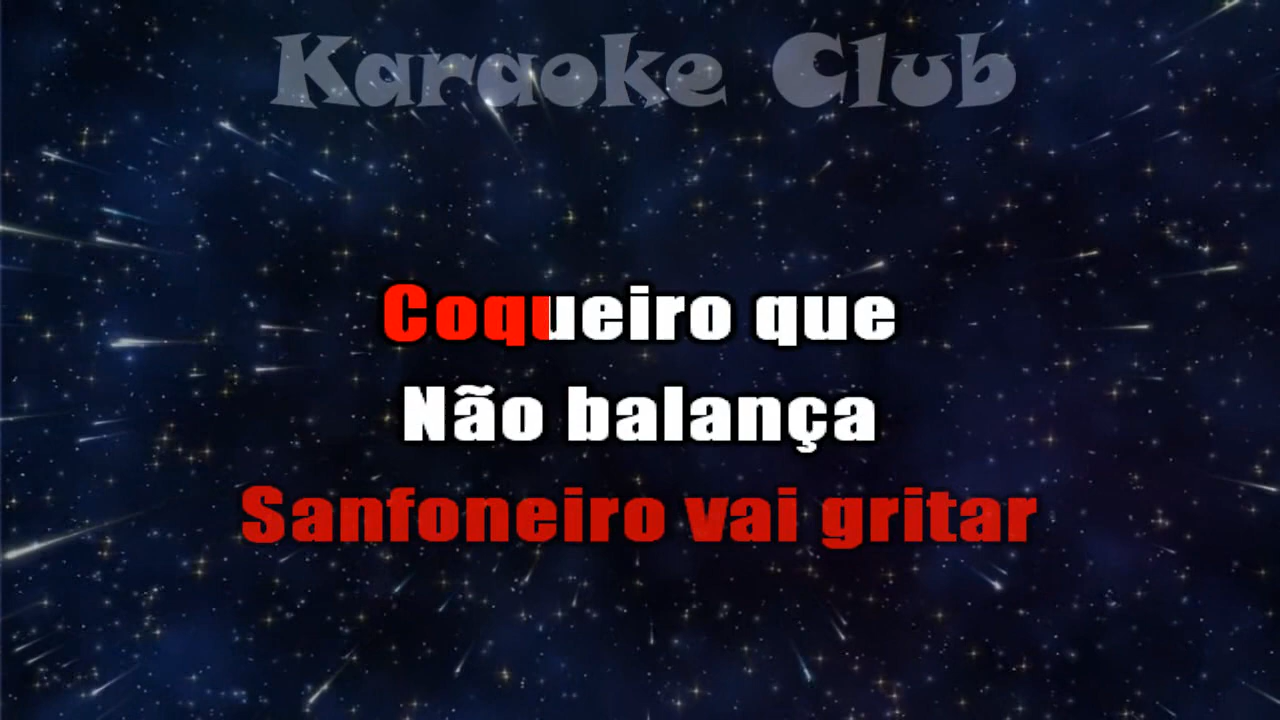 Karaoke Club
Coqueiro que
Não balança
Sanfoneiro vai gritar